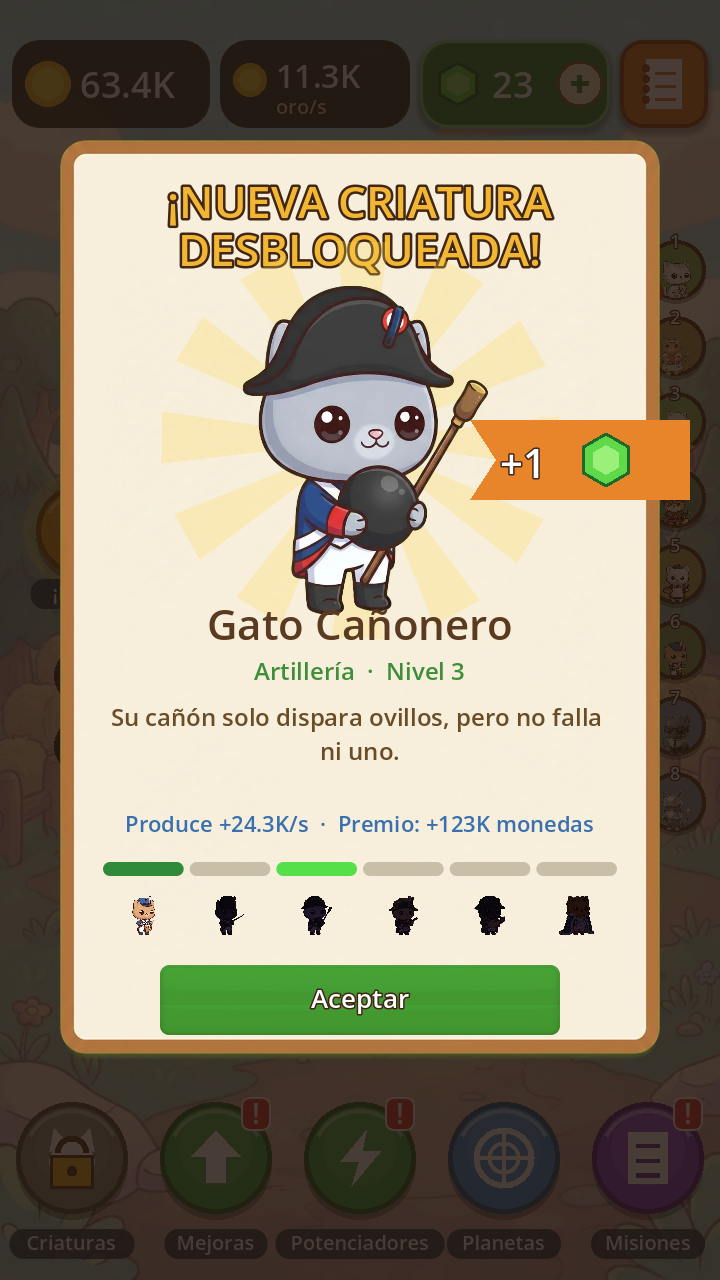 63.4K
11.3K
oro/s
23
¡NUEVA CRIATURA
DESBLOQUEADA!
1
2
3
+1
5
6
7
8
Gato Cañonero
Artillería · Nivel 3
Su cañón solo dispara ovillos, pero no falla
ni uno.
Produce +24.3K/s · Premio: +123K monedas
Aceptar
!
!
!
Criaturas
Mejoras
Potenciadores
Planetas
Misiones